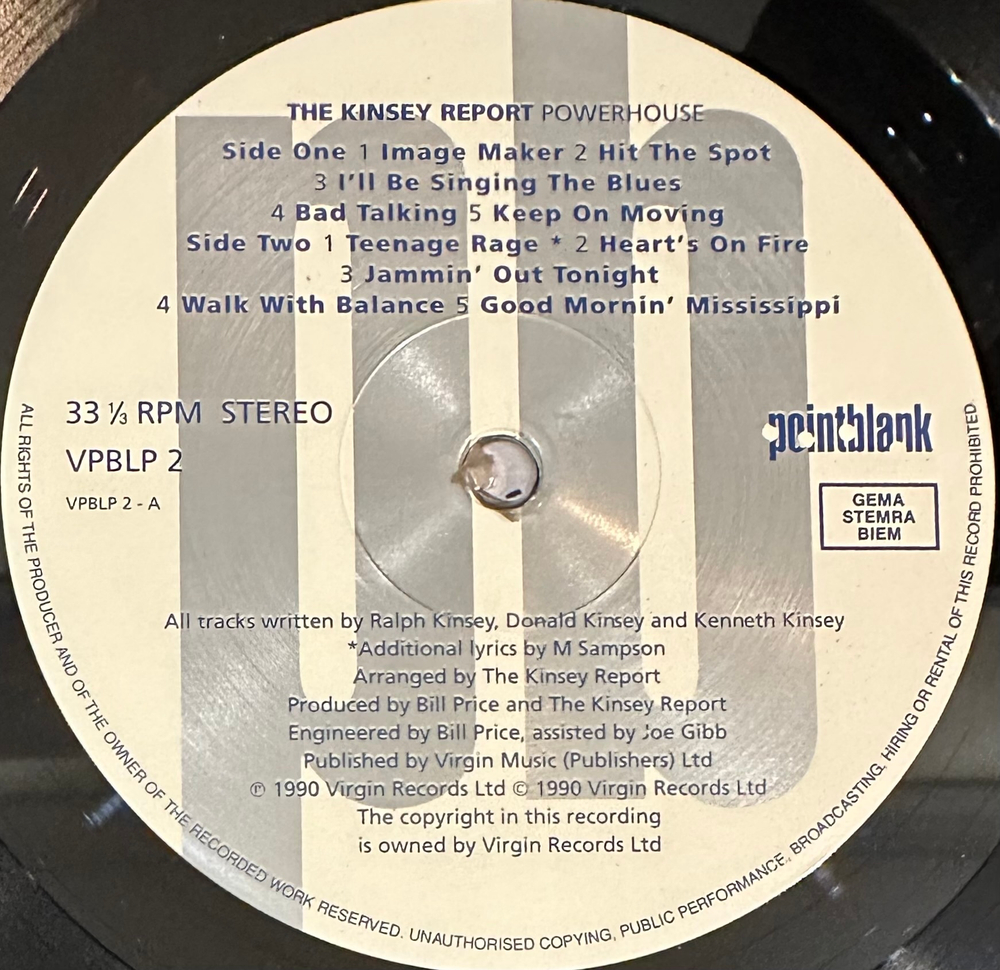 THE KINSEY REPORT POWERHOUSE
Side One 1 Image Maker 2 Hit The Spot
3 I'll Be Singing The Blues
4 Bad Talking 5 Keep On Moving
Side Two 1 Teenage Rage * 2 Heart's On Fire
3 Jammin' Out Tonight
4 Walk With Balance 5 Good Mornin' Mississippi
33 ⅓ RPM STEREO
VPBLP 2
VPBLP 2 - A
pointblank
GEMA
STEMRA
BIEM
All tracks written by Ralph Kinsey, Donald Kinsey and Kenneth Kinsey
*Additional lyrics by M Sampson
Arranged by The Kinsey Report
Produced by Bill Price and The Kinsey Report
Engineered by Bill Price, assisted by Joe Gibb
Published by Virgin Music (Publishers) Ltd
℗ 1990 Virgin Records Ltd © 1990 Virgin Records Ltd
The copyright in this recording
is owned by Virgin Records Ltd
ALL RIGHTS OF THE PRODUCER AND OF THE OWNER OF THE RECORDED WORK RESERVED. UNAUTHORISED COPYING, PUBLIC PERFORMANCE, BROADCASTING, HIRING OR RENTAL OF THIS RECORD PROHIBITED